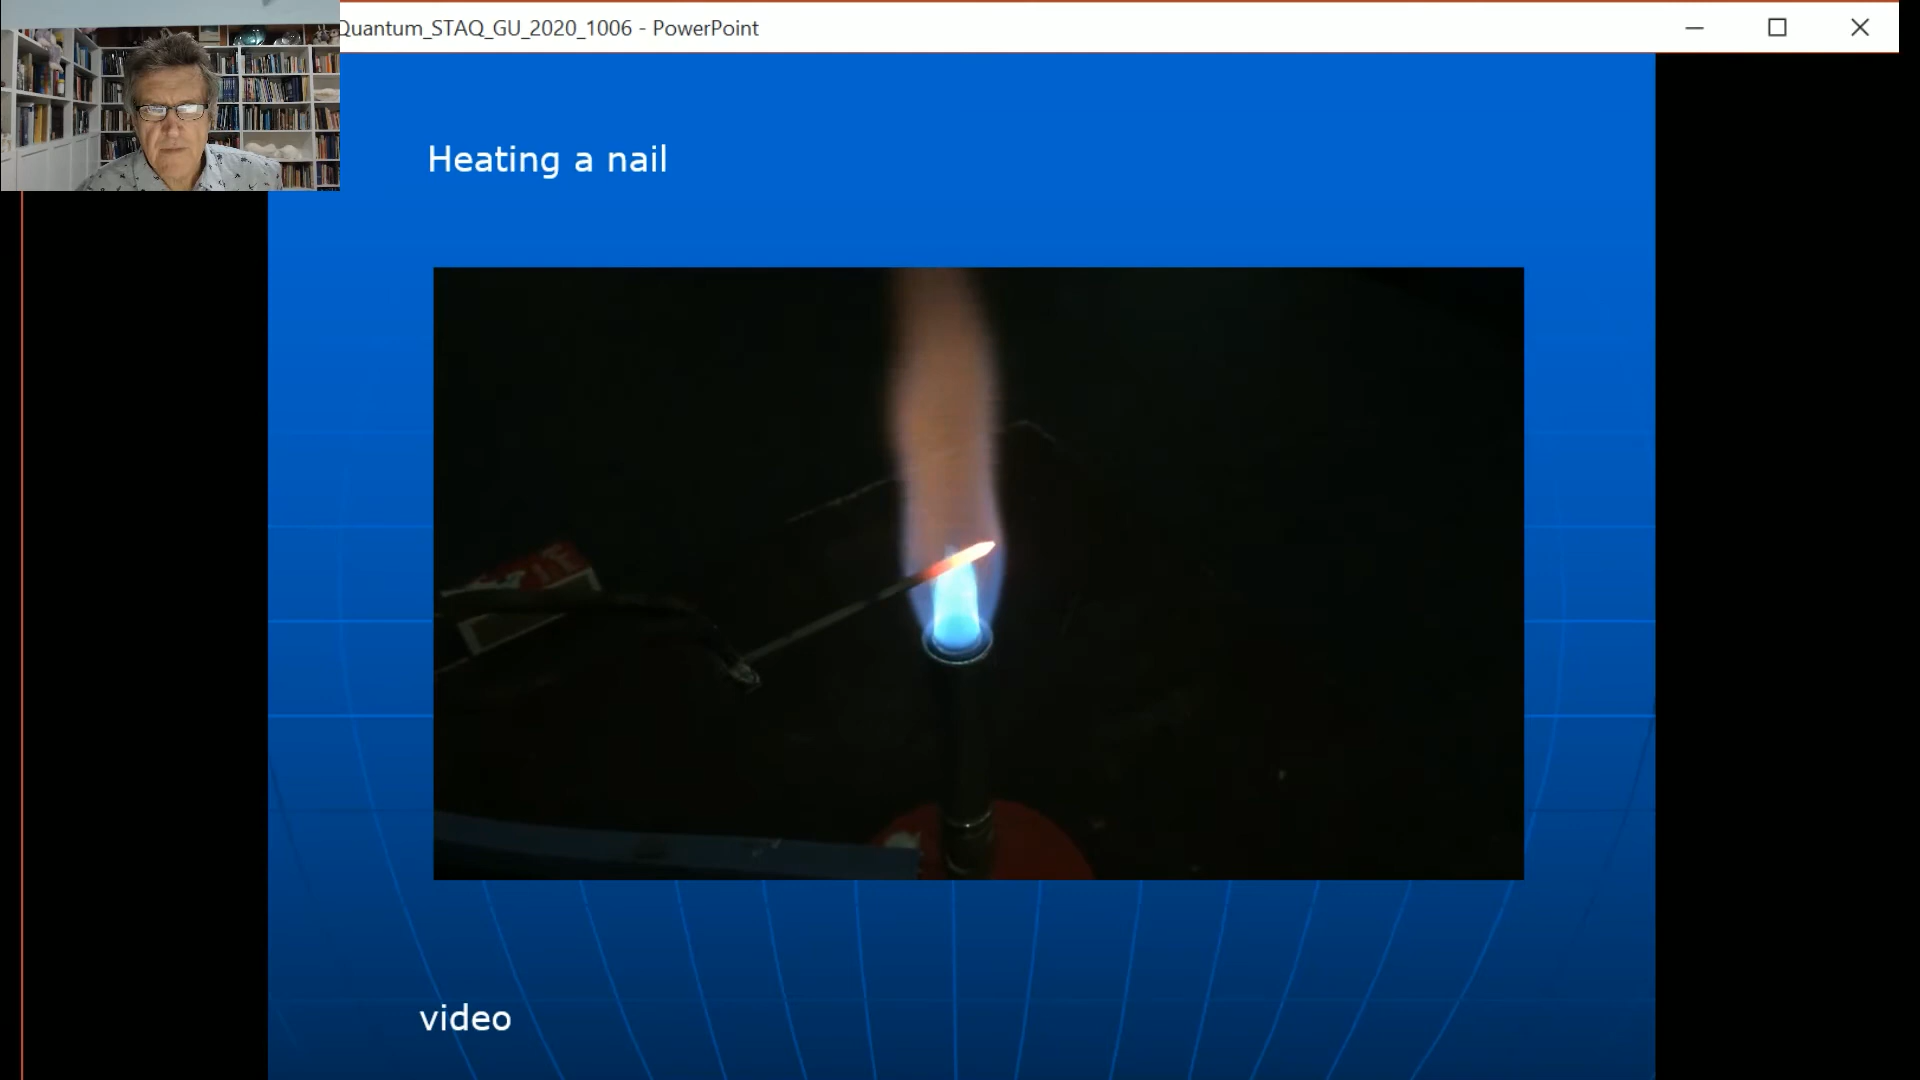 Quantum_STAQ_GU_2020_1006 - PowerPoint
Heating a nail
video